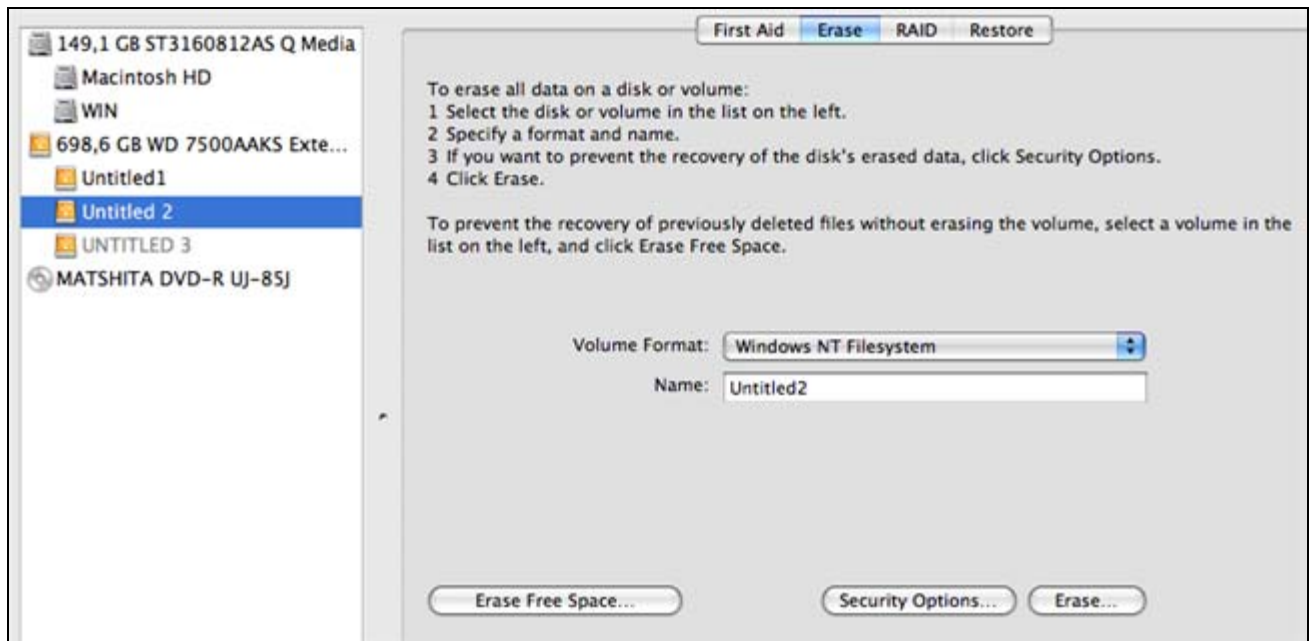 149,1 GB ST3160812AS Q Media
Macintosh HD
WIN
698,6 GB WD 7500AAKS Exte...
Untitled1
Untitled 2
UNTITLED 3
MATSHITA DVD-R UJ-85J
First Aid Erase RAID Restore
To erase all data on a disk or volume:
1 Select the disk or volume in the list on the left.
2 Specify a format and name.
3 If you want to prevent the recovery of the disk's erased data, click Security Options.
4 Click Erase.
To prevent the recovery of previously deleted files without erasing the volume, select a volume in the
list on the left, and click Erase Free Space.
Volume Format: Windows NT Filesystem
Name: Untitled2
Erase Free Space... Security Options... Erase...